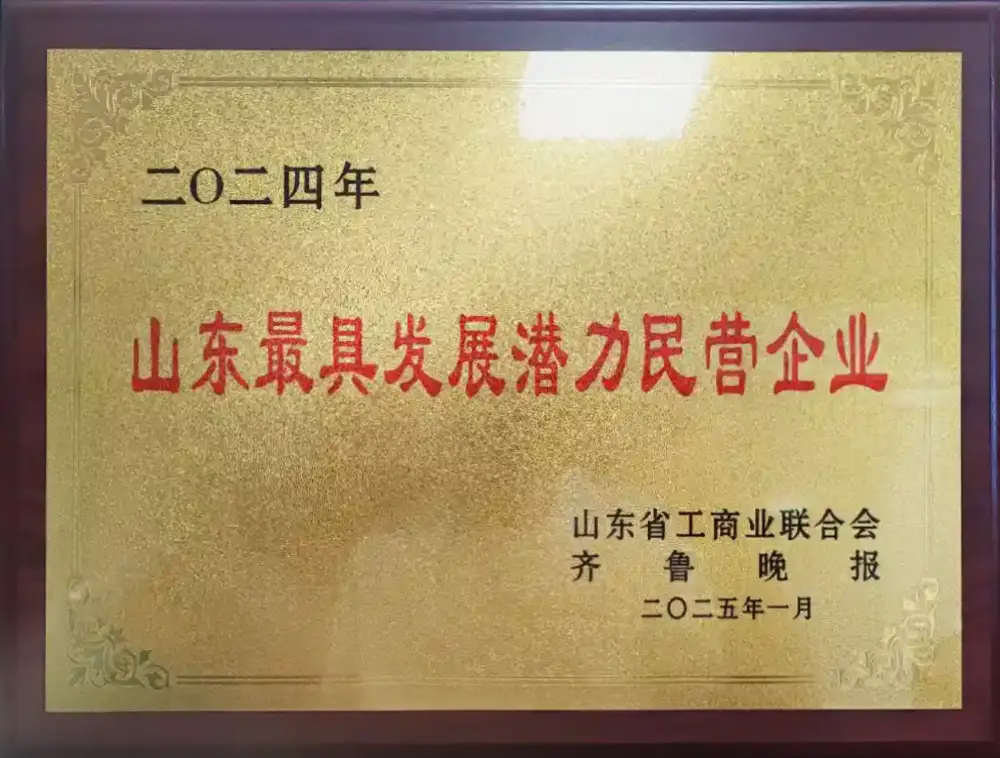 二〇二四年
山东最具发展潜力民营企业
山东省工商业联合会
齐鲁晚报
二〇二五年一月